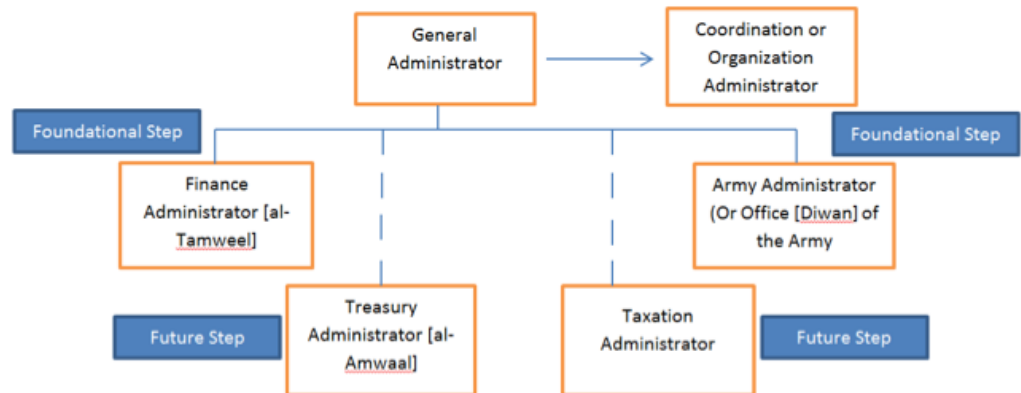 General
Administrator
Coordination or
Organization
Administrator
Foundational Step
Foundational Step
Finance
Administrator [al-
Tamweel]
Army Administrator
(Or Office [Diwan] of
the Army
Treasury
Administrator [al-
Amwaal]
Taxation
Administrator
Future Step
Future Step